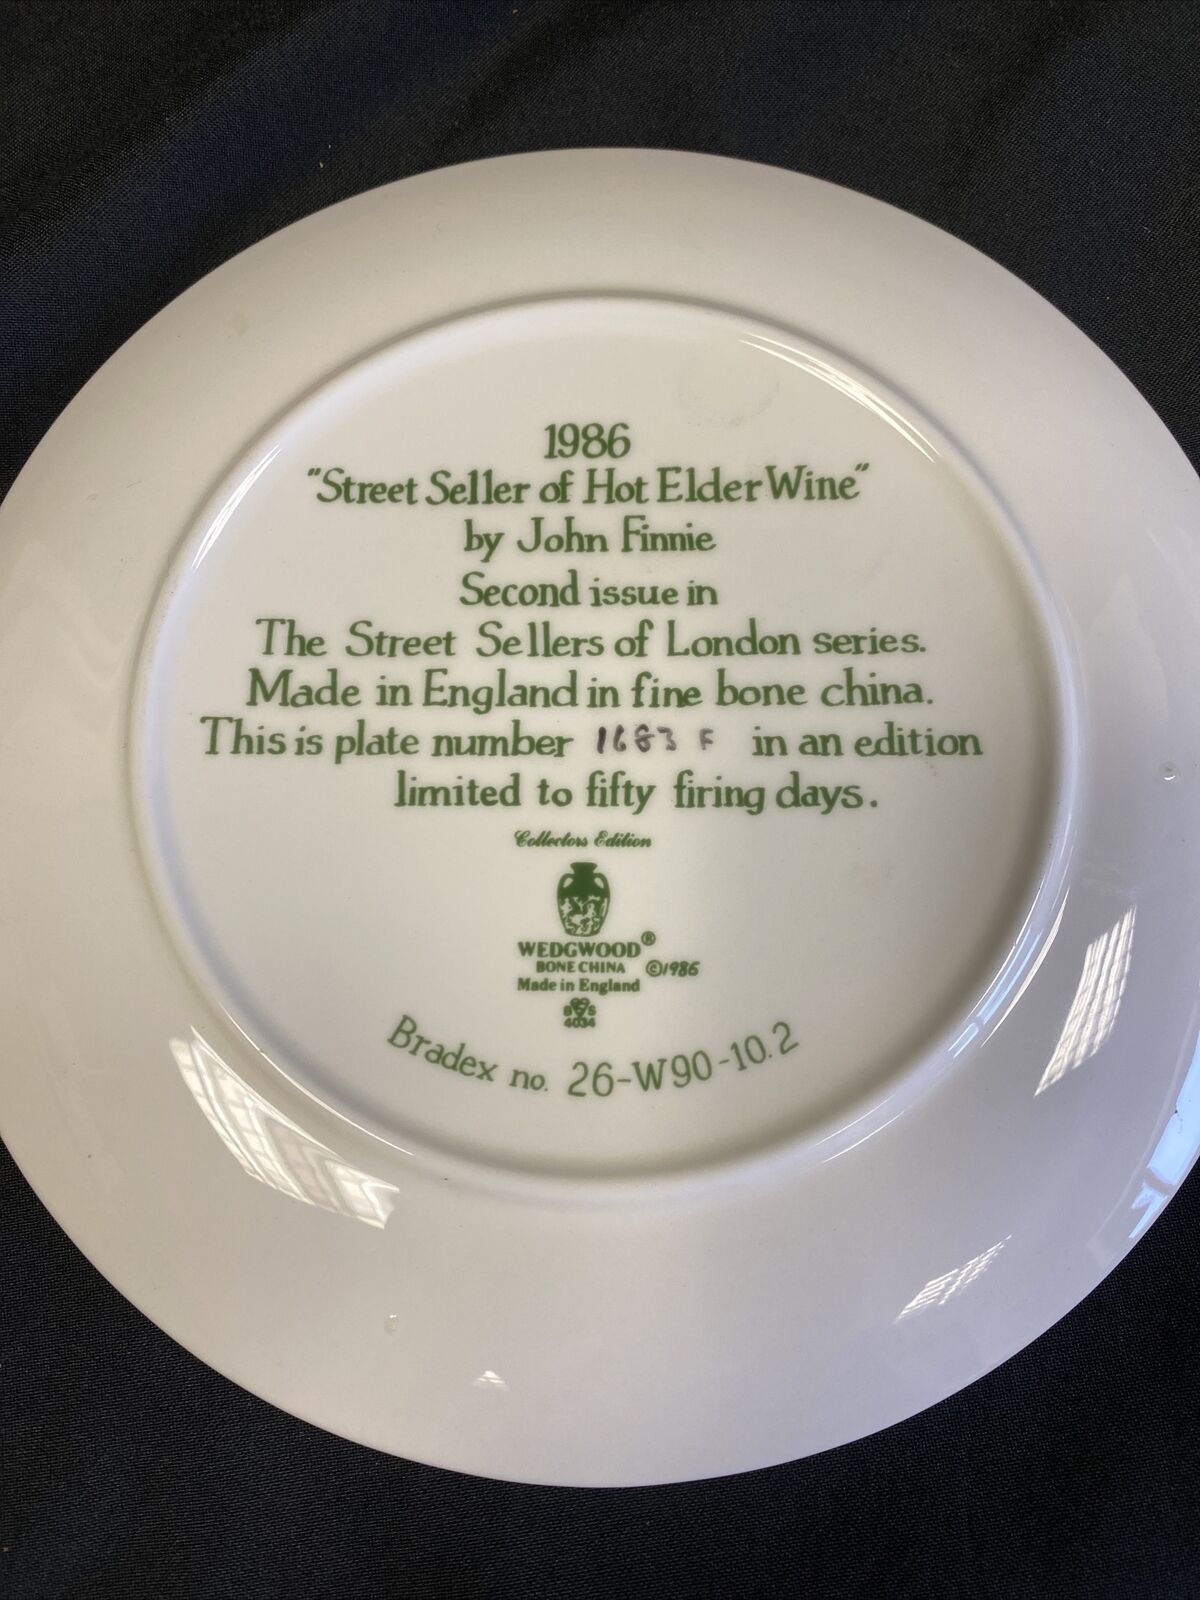 1986
"Street Seller of Hot Elder Wine"
by John Finnie
Second issue in
The Street Sellers of London series.
Made in England in fine bone china.
This is plate number 1683 F in an edition
limited to fifty firing days.
Collectors Edition
WEDGWOOD®
BONE CHINA ©1986
Made in England
BS
4034
Bradex no. 26-W90-10.2